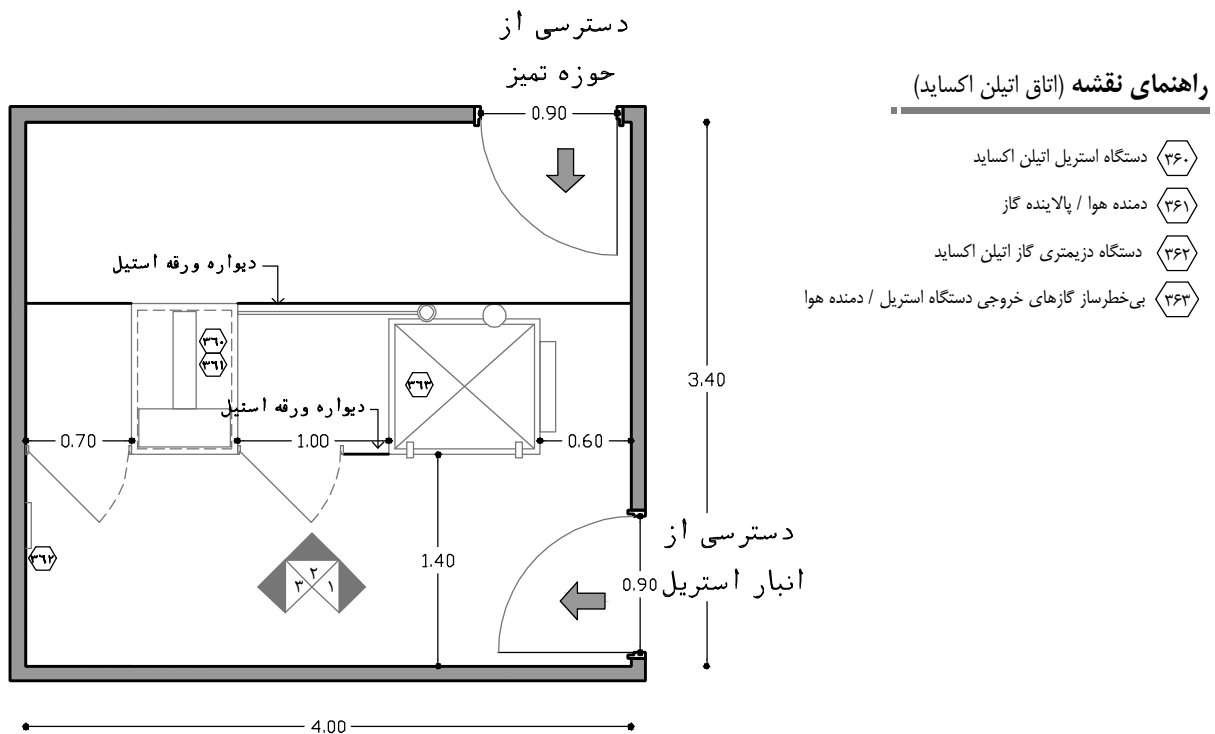 دسترسی از
حوزه تمیز
راهنمای نقشه (اتاق اتیلن اکساید)
۳۶۰ دستگاه استریل اتیلن اکساید
۳۶۱ دمنده هوا / پالاینده گاز
۳۶۲ دستگاه دزیمتری گاز اتیلن اکساید
۳۶۳ بی‌خطرساز گازهای خروجی دستگاه استریل / دمنده هوا
0.90
دیواره ورقه استیل
۳۶۰
۳۶۱
۳۶۳
3.40
دیواره ورقه استیل
0.70
1.00
0.60
دسترسی از
انبار استریل
0.90
1.40
۳۶۲
۲
۳ ۱
4.00